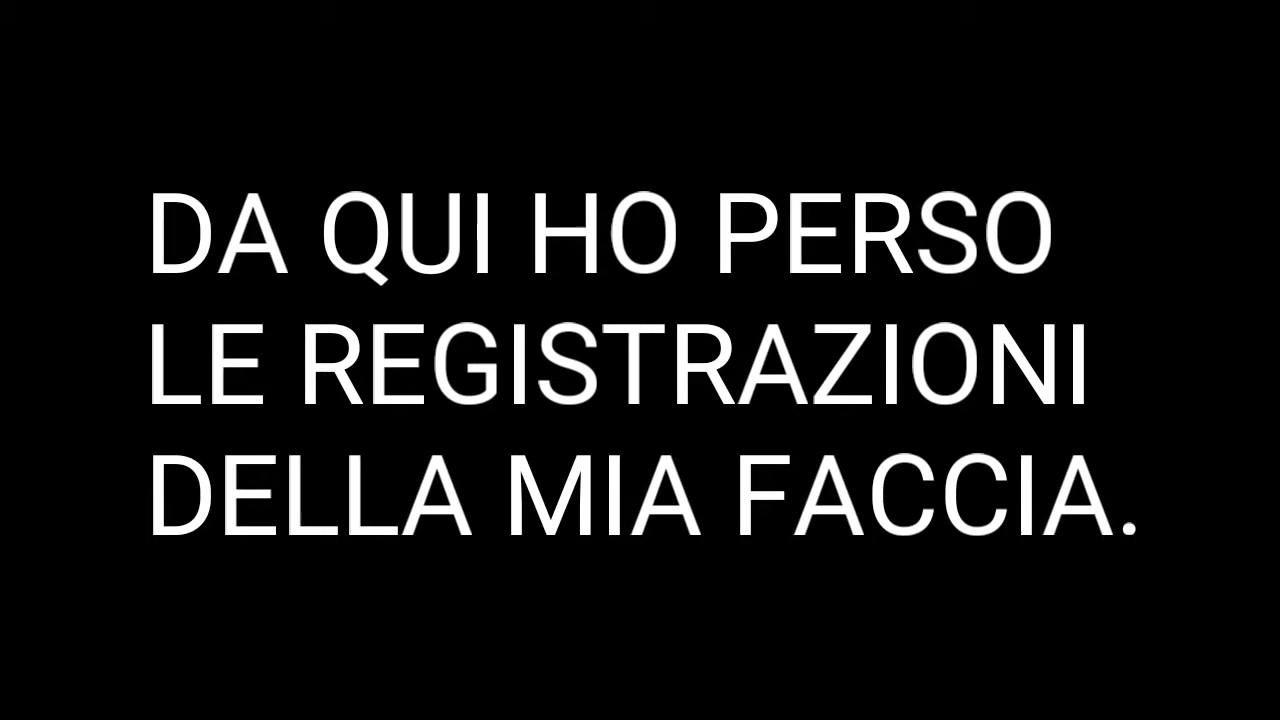 DA QUI HO PERSO
LE REGISTRAZIONI
DELLA MIA FACCIA.